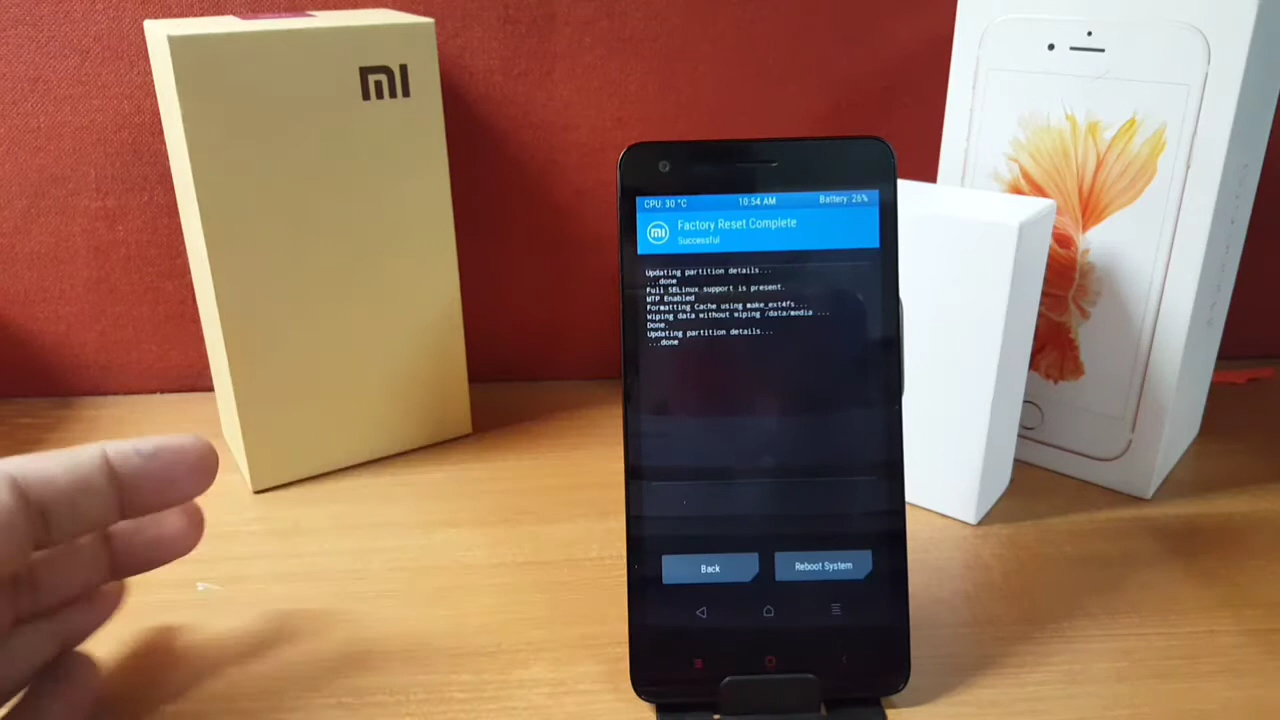 MI
CPU: 30 °C 10:54 AM Battery: 26%
MI
Factory Reset Complete
Successful
Updating partition details...
...done
Full SELinux support is present.
MTP Enabled
Formatting Cache using make_ext4fs...
Wiping data without wiping /data/media ...
Done.
Updating partition details...
...done
Back Reboot System